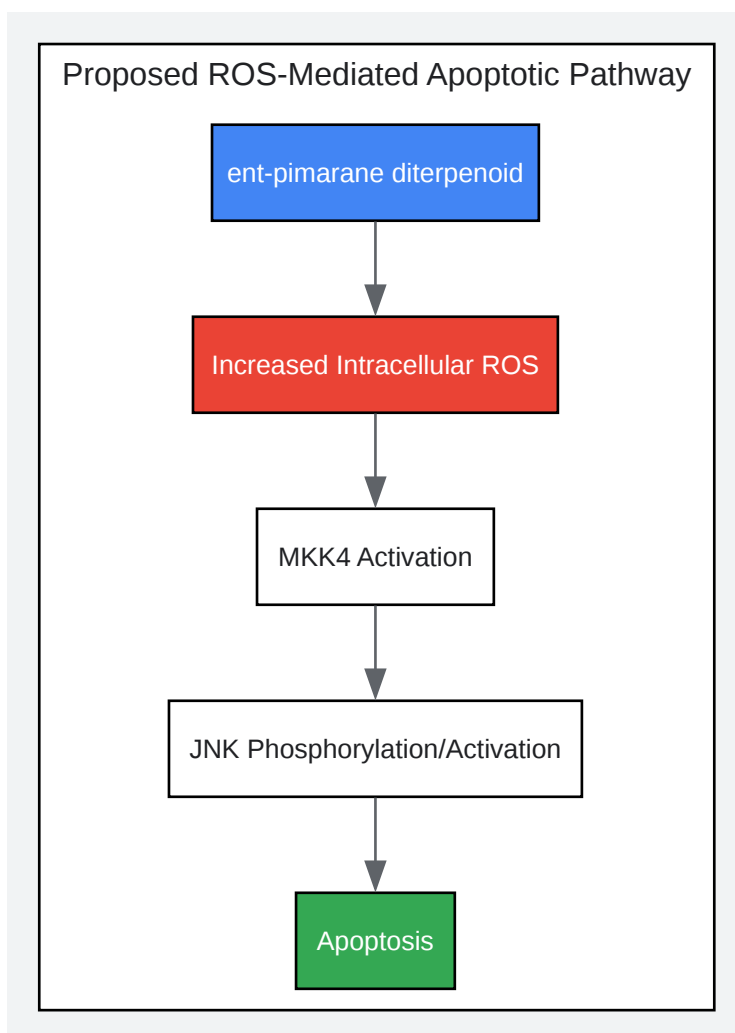 Proposed ROS-Mediated Apoptotic Pathway
ent-pimarane diterpenoid
Increased Intracellular ROS
MKK4 Activation
JNK Phosphorylation/Activation
Apoptosis